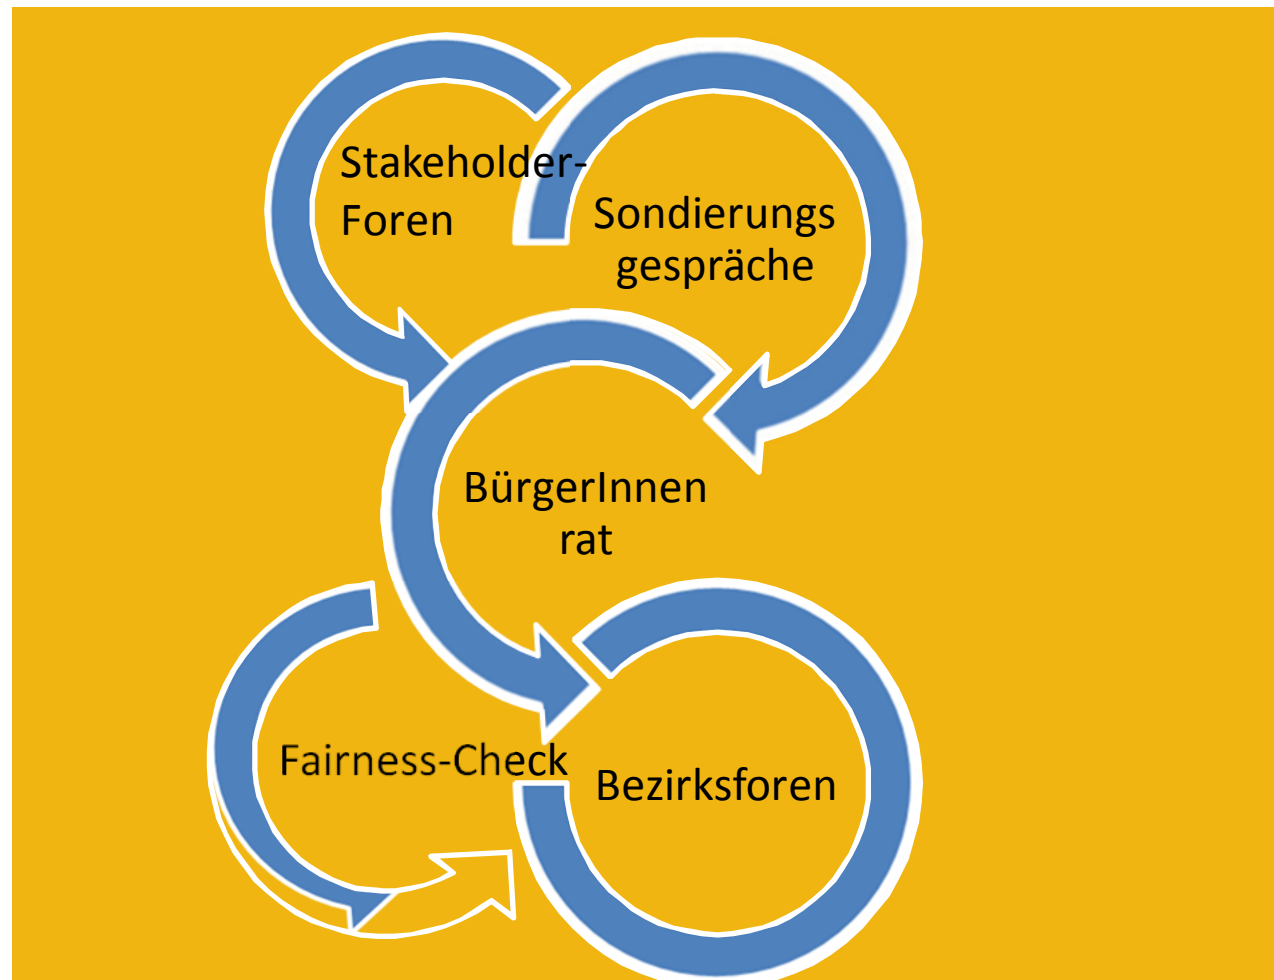 Stakeholder-
Foren
Sondierungs
gespräche
BürgerInnen
rat
Fairness-Check
Bezirksforen